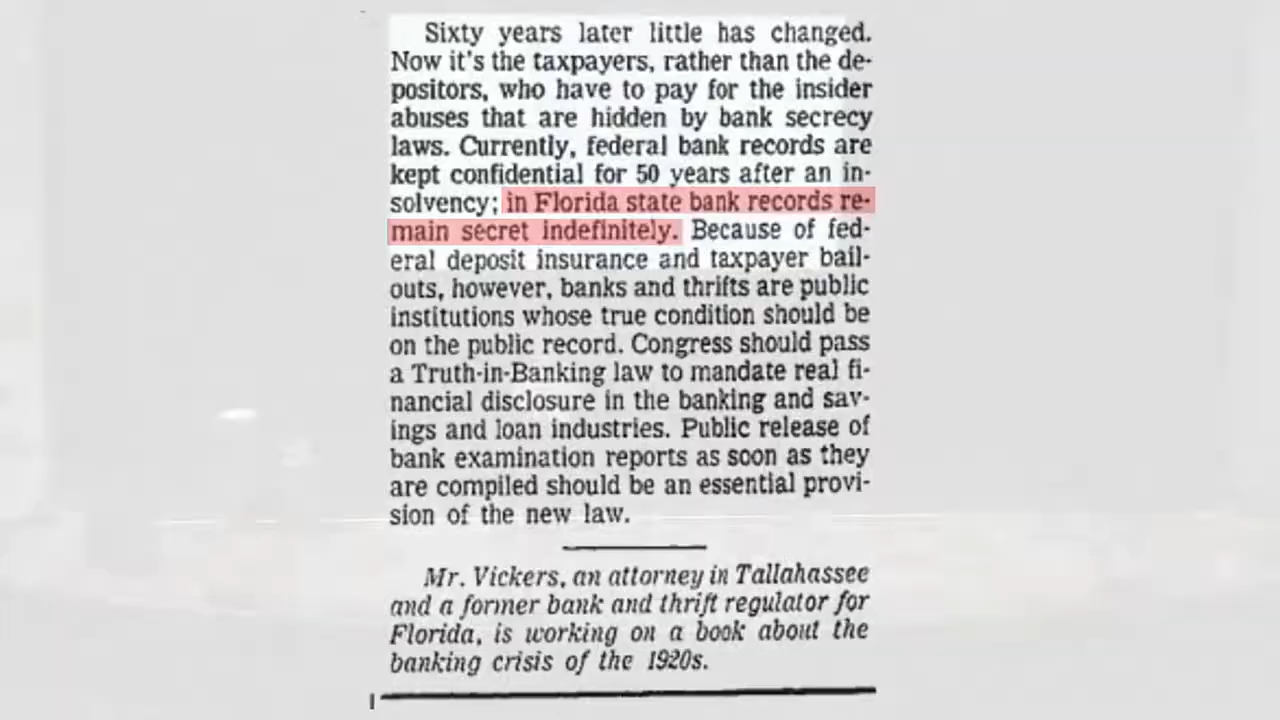 Sixty years later little has changed.
Now it's the taxpayers, rather than the de-
positors, who have to pay for the insider
abuses that are hidden by bank secrecy
laws. Currently, federal bank records are
kept confidential for 50 years after an in-
solvency; in Florida state bank records re-
main secret indefinitely. Because of fed-
eral deposit insurance and taxpayer bail-
outs, however, banks and thrifts are public
institutions whose true condition should be
on the public record. Congress should pass
a Truth-in-Banking law to mandate real fi-
nancial disclosure in the banking and sav-
ings and loan industries. Public release of
bank examination reports as soon as they
are compiled should be an essential provi-
sion of the new law.
Mr. Vickers, an attorney in Tallahassee
and a former bank and thrift regulator for
Florida, is working on a book about the
banking crisis of the 1920s.